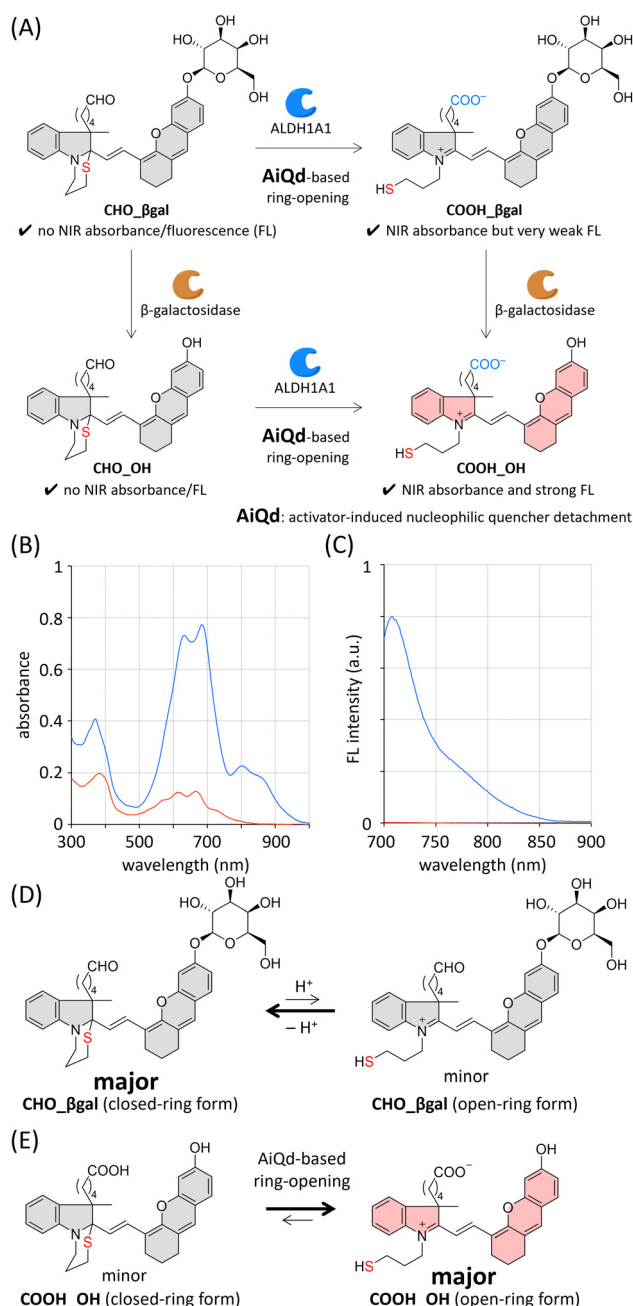 (A)
HO
OH
HO
OH
O
O
OH
CHO
4
O
N
S
CHO_βgal
✔ no NIR absorbance/fluorescence (FL)
ALDH1A1
AiQd-based
ring-opening
HO
OH
HO
OH
O
O
OH
COO⁻
4
O
N
+
HS
COOH_βgal
✔ NIR absorbance but very weak FL
β-galactosidase
β-galactosidase
OH
CHO
4
O
N
S
CHO_OH
✔ no NIR absorbance/FL
ALDH1A1
AiQd-based
ring-opening
OH
COO⁻
4
O
N
+
HS
COOH_OH
✔ NIR absorbance and strong FL
AiQd: activator-induced nucleophilic quencher detachment
(B)
1
0.8
0.6
0.4
0.2
0
absorbance
300 500 700 900
wavelength (nm)
(C)
1
0
FL intensity (a.u.)
700 750 800 850 900
wavelength (nm)
(D)
HO
OH
HO
OH
O
O
OH
CHO
4
O
N
S
major
CHO_βgal (closed-ring form)
H⁺
− H⁺
HO
OH
HO
OH
O
O
OH
CHO
4
O
N
+
HS
minor
CHO_βgal (open-ring form)
(E)
OH
COOH
4
O
N
S
minor
COOH_OH (closed-ring form)
AiQd-based
ring-opening
OH
COO⁻
4
O
N
+
HS
major
COOH_OH (open-ring form)